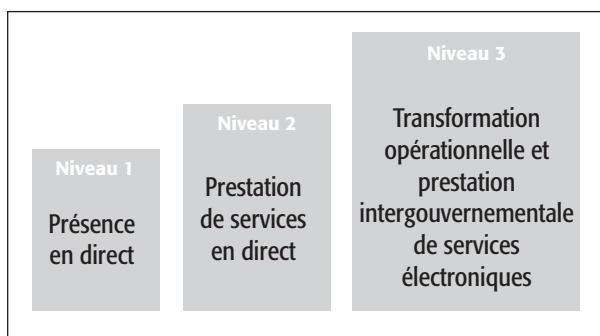 Niveau 1
Présence
en direct
Niveau 2
Prestation
de services
en direct
Niveau 3
Transformation
opérationnelle et
prestation
intergouvernementale
de services
électroniques